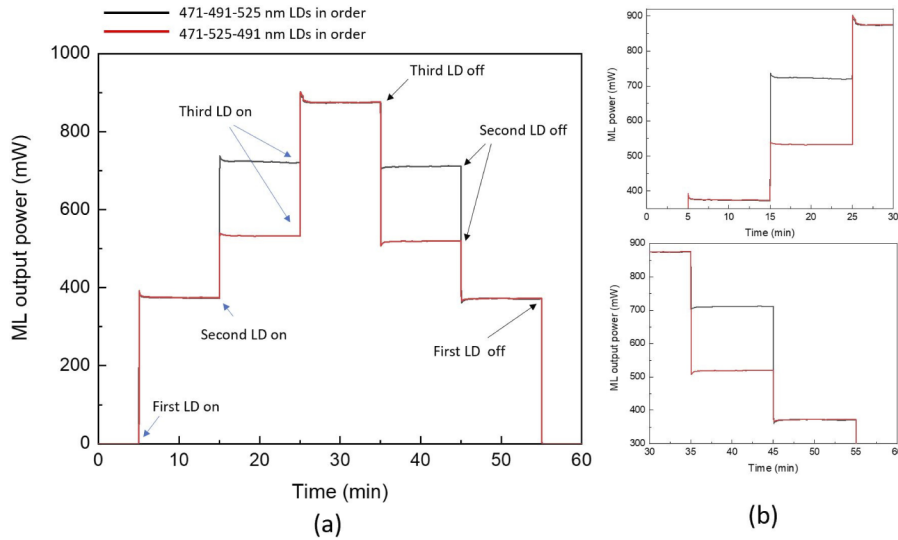 471-491-525 nm LDs in order
471-525-491 nm LDs in order
1000
800
600
400
200
0
ML output power (mW)
Third LD on
Third LD off
Second LD off
Second LD on
First LD off
First LD on
0 10 20 30 40 50 60
Time (min)
(a)
900
800
700
600
500
400
ML power (mW)
0 5 10 15 20 25 30
Time (min)
900
800
700
600
500
400
300
ML output power (mW)
30 35 40 45 50 55 60
Time (min)
(b)